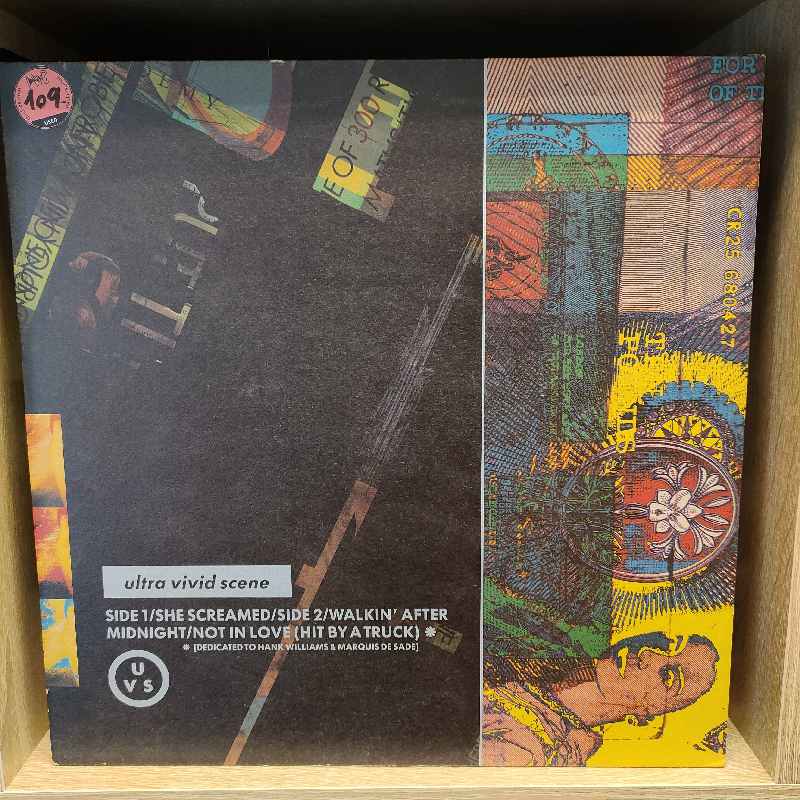 109
USED
FOR
OF T
E OF 300 R
CR25 680427
ultra vivid scene
SIDE 1/SHE SCREAMED/SIDE 2/WALKIN' AFTER
MIDNIGHT/NOT IN LOVE (HIT BY A TRUCK) ✱
✱ [DEDICATED TO HANK WILLIAMS & MARQUIS DE SADE]
U
V S